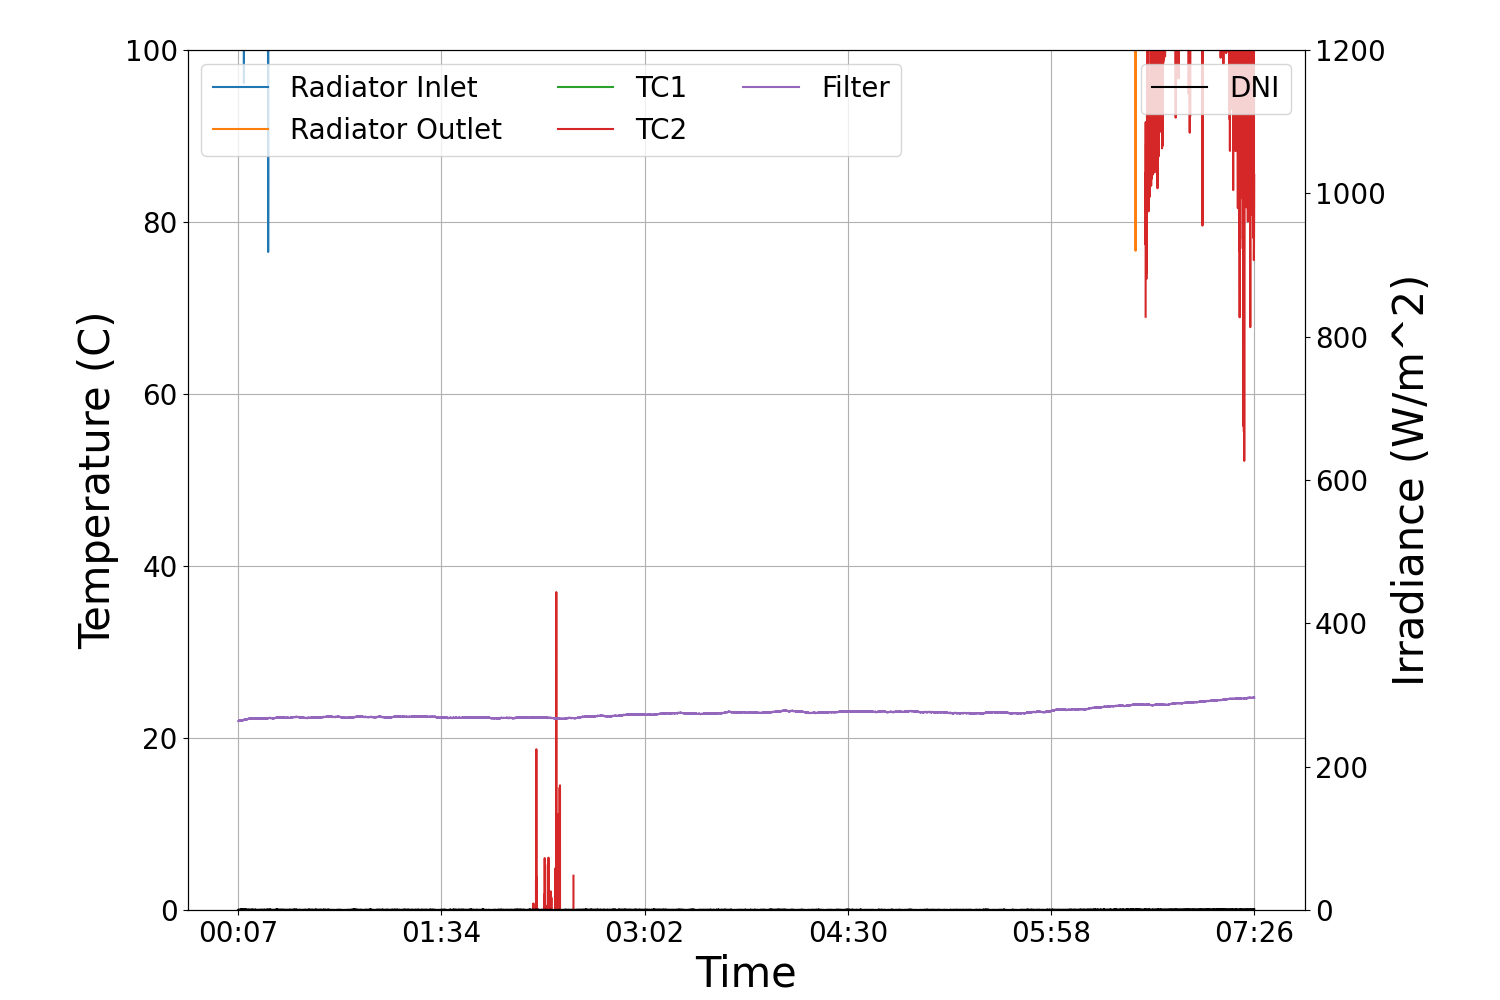 Radiator Inlet
Radiator Outlet
TC1
TC2
Filter
DNI
Temperature (C)
100
80
60
40
20
0
Irradiance (W/m^2)
1200
1000
800
600
400
200
0
00:07 01:34 03:02 04:30 05:58 07:26
Time